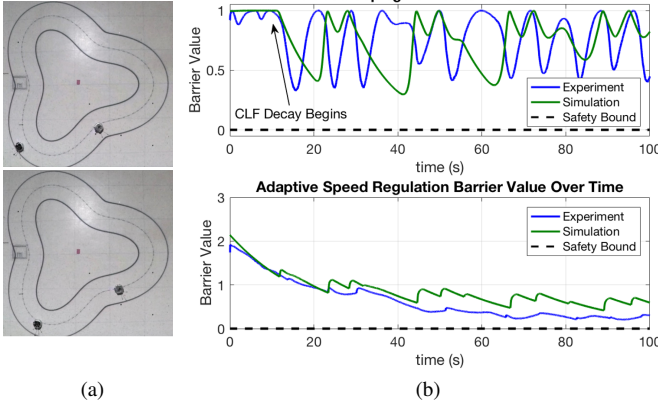 1
0.5
0
Barrier Value
CLF Decay Begins
Experiment
Simulation
Safety Bound
0 20 40 60 80 100
time (s)
Adaptive Speed Regulation Barrier Value Over Time
3
2
1
0
Barrier Value
Experiment
Simulation
Safety Bound
0 20 40 60 80 100
time (s)
(a) (b)